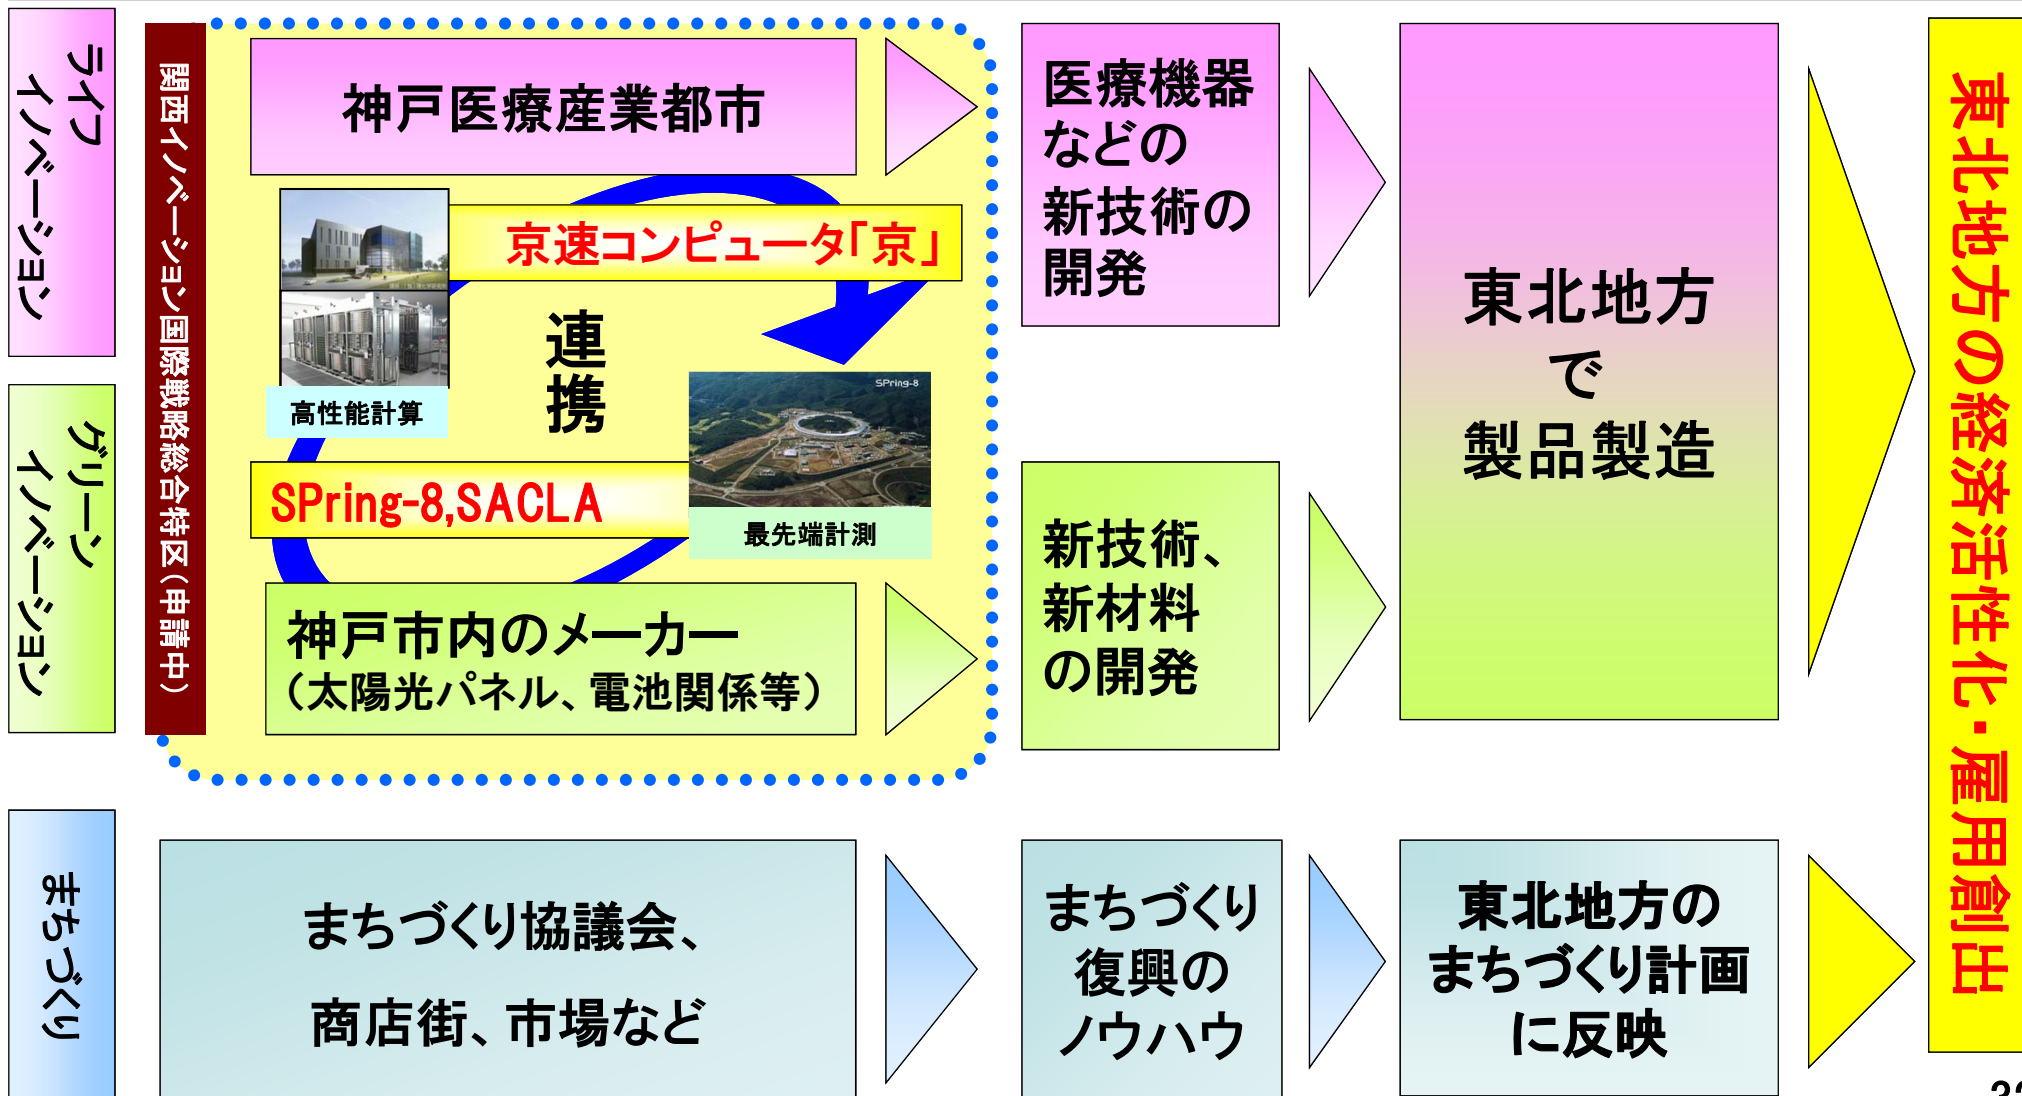 ライフ
イノベーション
関西イノベーション国際戦略総合特区（申請中）
神戸医療産業都市
京速コンピュータ「京」
高性能計算
連携
SPring-8
SPring-8,SACLA
最先端計測
グリーン
イノベーション
神戸市内のメーカー
（太陽光パネル、電池関係等）
医療機器
などの
新技術の
開発
新技術、
新材料
の開発
東北地方
で
製品製造
まちづくり
まちづくり協議会、
商店街、市場など
まちづくり
復興の
ノウハウ
東北地方の
まちづくり計画
に反映
東北地方の経済活性化・雇用創出